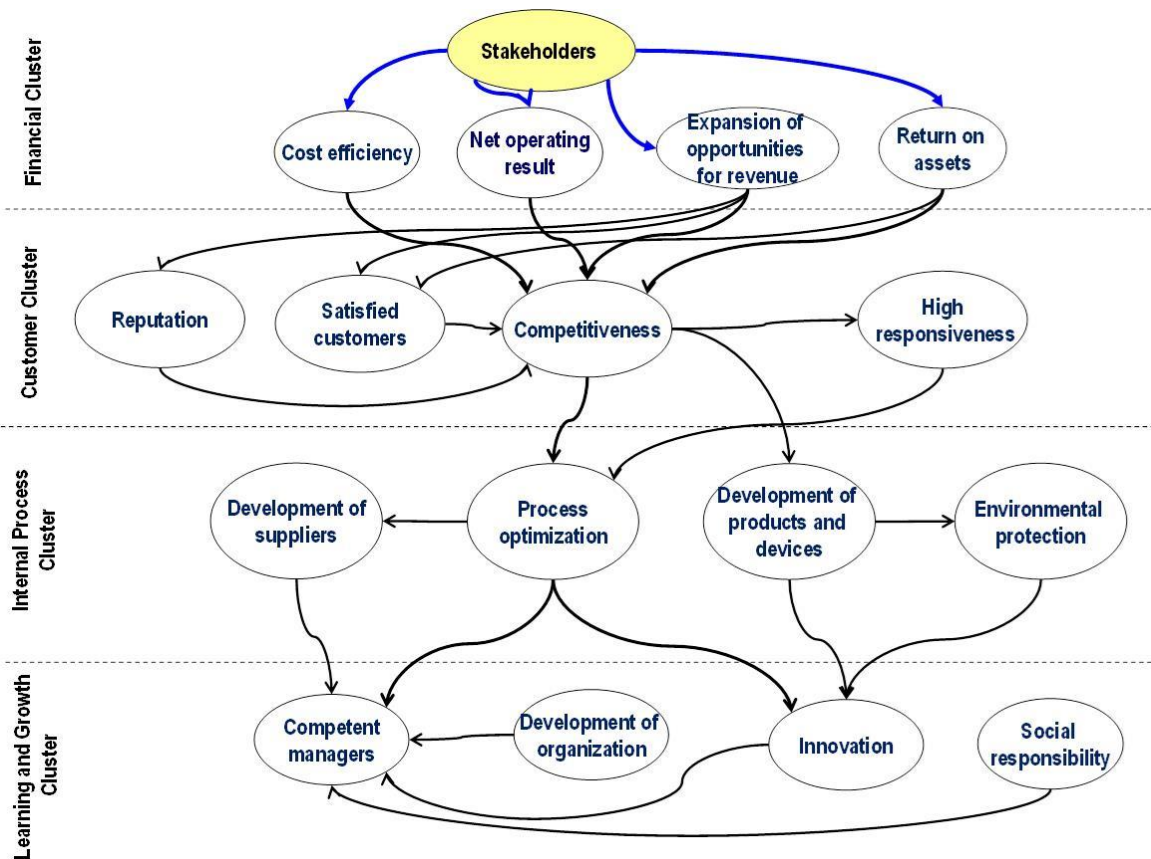 Financial Cluster
Stakeholders
Cost efficiency
Net operating
result
Expansion of
opportunities
for revenue
Return on
assets
Customer Cluster
Reputation
Satisfied
customers
Competitiveness
High
responsiveness
Internal Process
Cluster
Development of
suppliers
Process
optimization
Development of
products and
devices
Environmental
protection
Learning and Growth
Cluster
Competent
managers
Development of
organization
Innovation
Social
responsibility